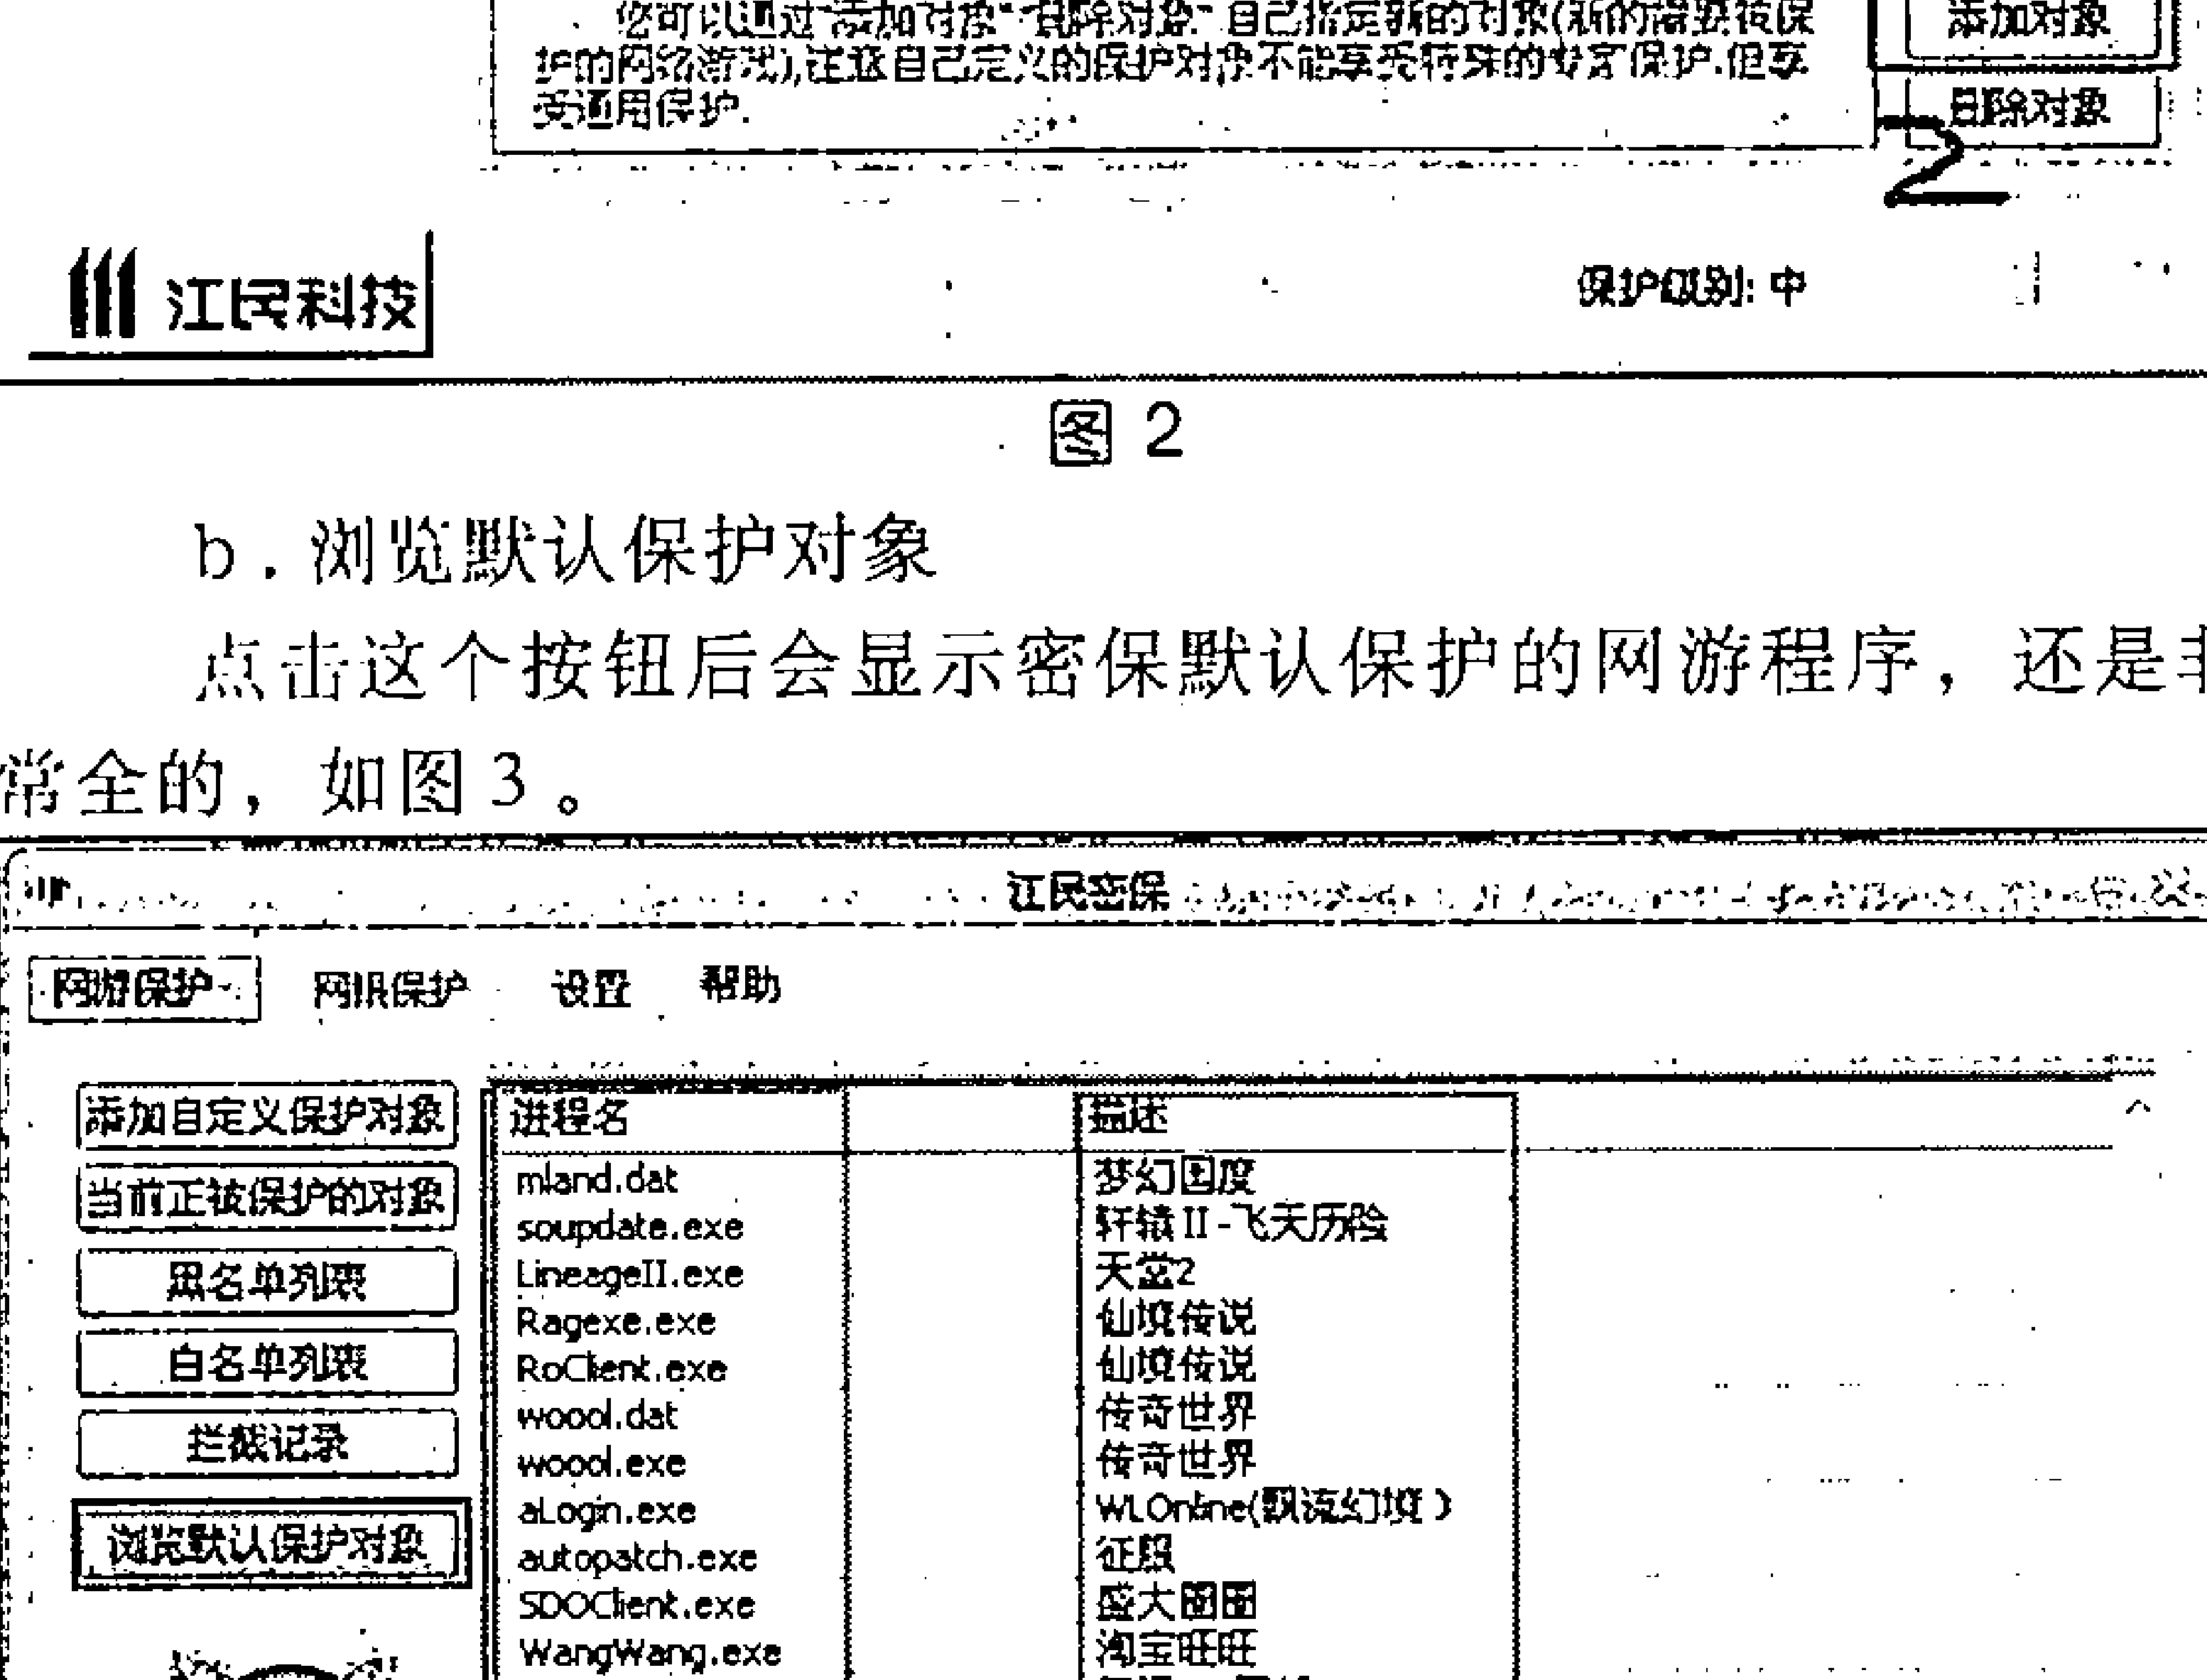 您可以通过"添加对象""删除对象"自己指定新的对象(新的需要被保
护的网络游戏),注意自己定义的保护对象不能享受特殊的专有保护.但享
受通用保护.
添加对象
删除对象
2
江民科技
保护级别: 中
图 2
b.浏览默认保护对象
点击这个按钮后会显示密保默认保护的网游程序，还是非
常全的，如图3。
江民密保
网游保护 网银保护 设置 帮助
添加自定义保护对象
当前正被保护的对象
黑名单列表
白名单列表
拦截记录
浏览默认保护对象
进程名 描述
mland.dat 梦幻国度
soupdate.exe 轩辕II-飞天历险
LineageII.exe 天堂2
Ragexe.exe 仙境传说
RoClient.exe 仙境传说
woool.dat 传奇世界
woool.exe 传奇世界
aLogin.exe WLOnline(飘流幻境)
autopatch.exe 征服
SDOClient.exe 盛大圈圈
WangWang.exe 淘宝旺旺